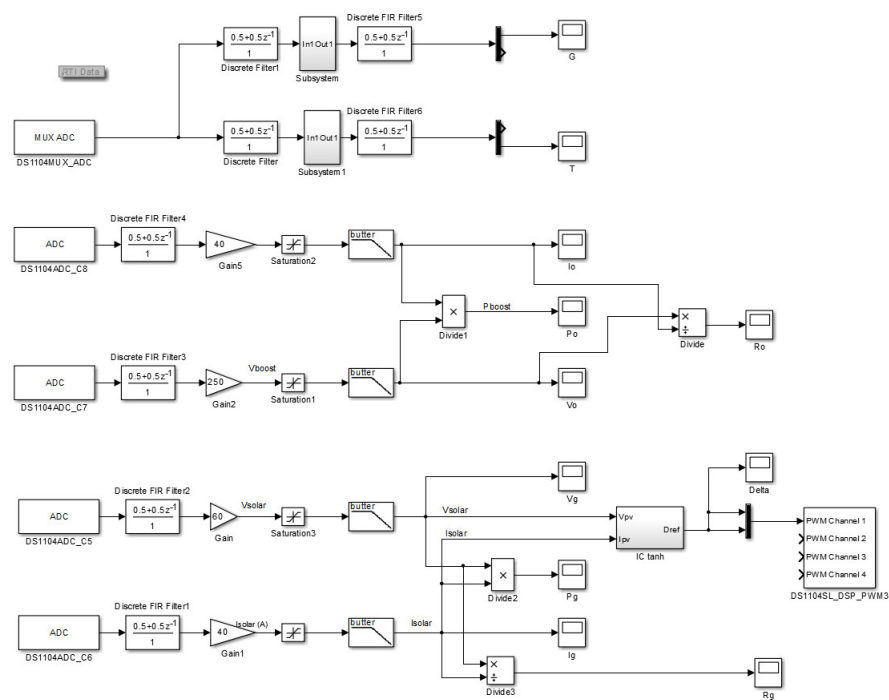 Discrete FIR Filter5
0.5+0.5z⁻¹
1
In1 Out1
0.5+0.5z⁻¹
1
G
Discrete Filter1
Subsystem
RTI Data
Discrete FIR Filter6
MUX ADC
0.5+0.5z⁻¹
1
In1 Out1
0.5+0.5z⁻¹
1
DS1104MUX_ADC
Discrete Filter
Subsystem1
T
Discrete FIR Filter4
ADC
0.5+0.5z⁻¹
1
40
butter
DS1104ADC_C8
Gain5
Saturation2
Io
Pboost
×
Divide1
Po
×
÷
Divide
Ro
Discrete FIR Filter3
Vboost
ADC
0.5+0.5z⁻¹
1
250
butter
DS1104ADC_C7
Gain2
Saturation1
Vo
Discrete FIR Filter2
Vsolar
ADC
0.5+0.5z⁻¹
1
60
butter
DS1104ADC_C5
Gain
Saturation3
Vg
Vsolar
Isolar
Vpv
Ipv
Dref
IC tanh
Delta
PWM Channel 1
PWM Channel 2
PWM Channel 3
PWM Channel 4
DS1104SL_DSP_PWM3
×
Divide2
Pg
Discrete FIR Filter1
ADC
0.5+0.5z⁻¹
1
40
Isolar (A)
butter
Isolar
DS1104ADC_C6
Gain1
Ig
×
÷
Divide3
Rg